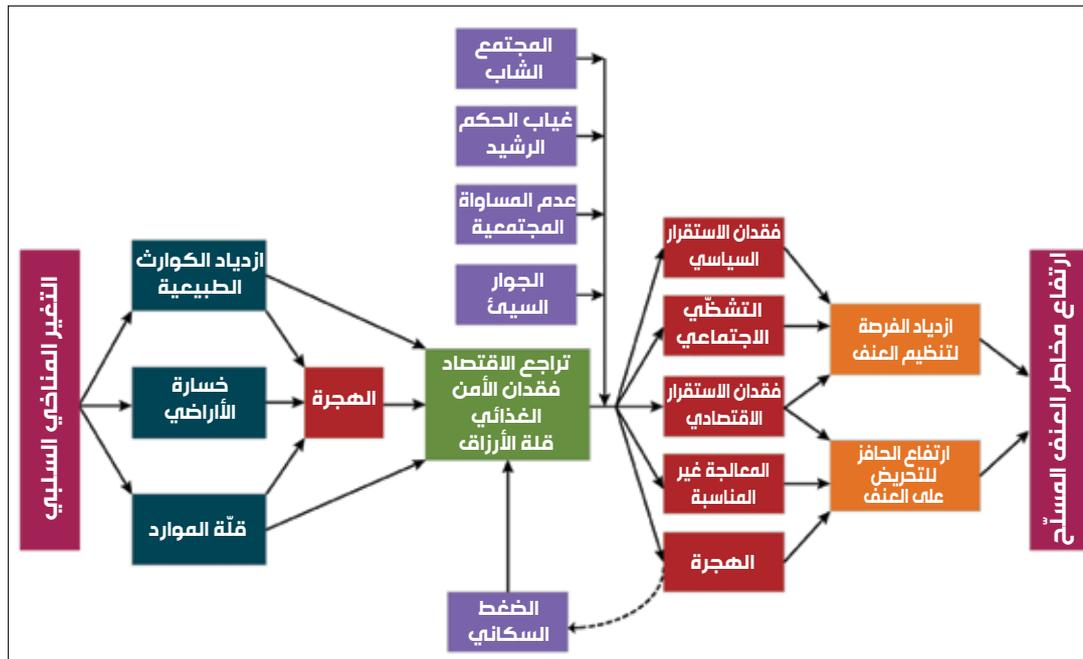 المجتمع
الشاب
غياب الحكم
الرشيد
عدم المساواة
المجتمعية
الجوار
السيئ
التغير المناخي السلبي
ازدياد الكوارث
الطبيعية
خسارة
الأراضي
قلّة الموارد
الهجرة
تراجع الاقتصاد
فقدان الأمن
الغذائي
قلة الأرزاق
الضغط
السكاني
فقدان الاستقرار
السياسي
التشظّي
الاجتماعي
فقدان الاستقرار
الاقتصادي
المعالجة غير
المناسبة
الهجرة
ازدياد الفرصة
لتنظيم العنف
ارتفاع الحافز
للتحريض
على العنف
ارتفاع مخاطر العنف المسلّح